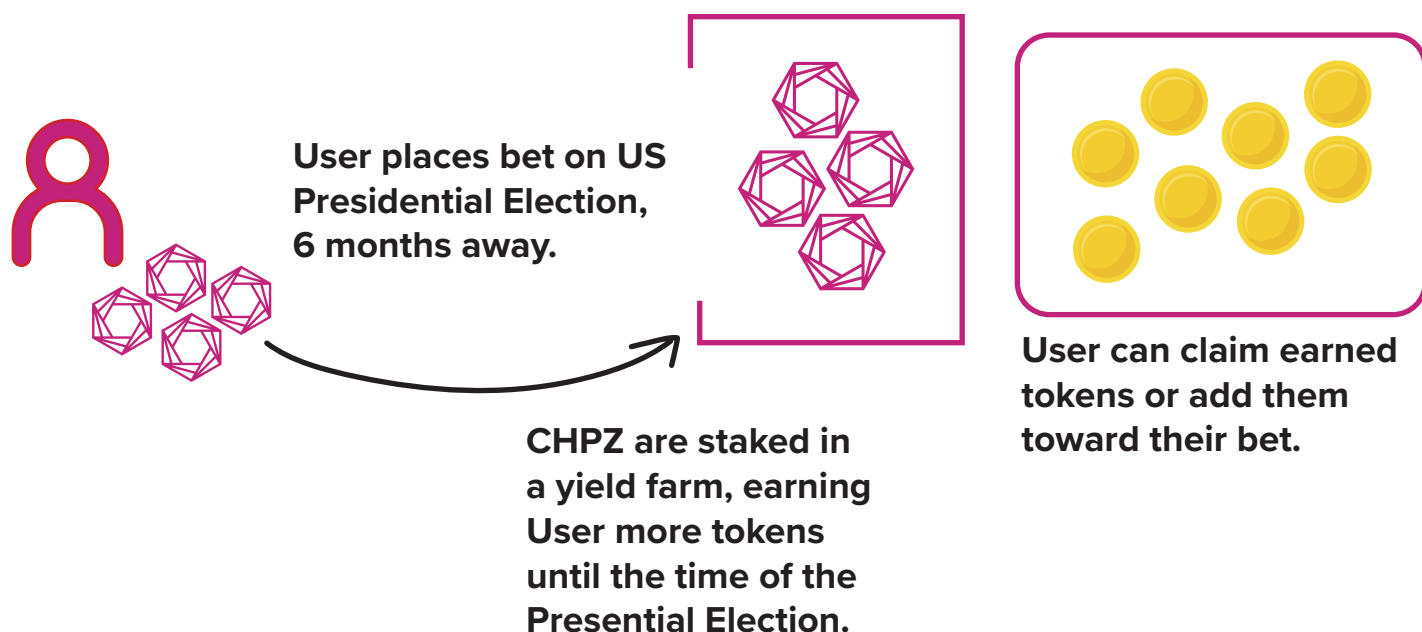 User places bet on US
Presidential Election,
6 months away.
CHPZ are staked in
a yield farm, earning
User more tokens
until the time of the
Presential Election.
User can claim earned
tokens or add them
toward their bet.